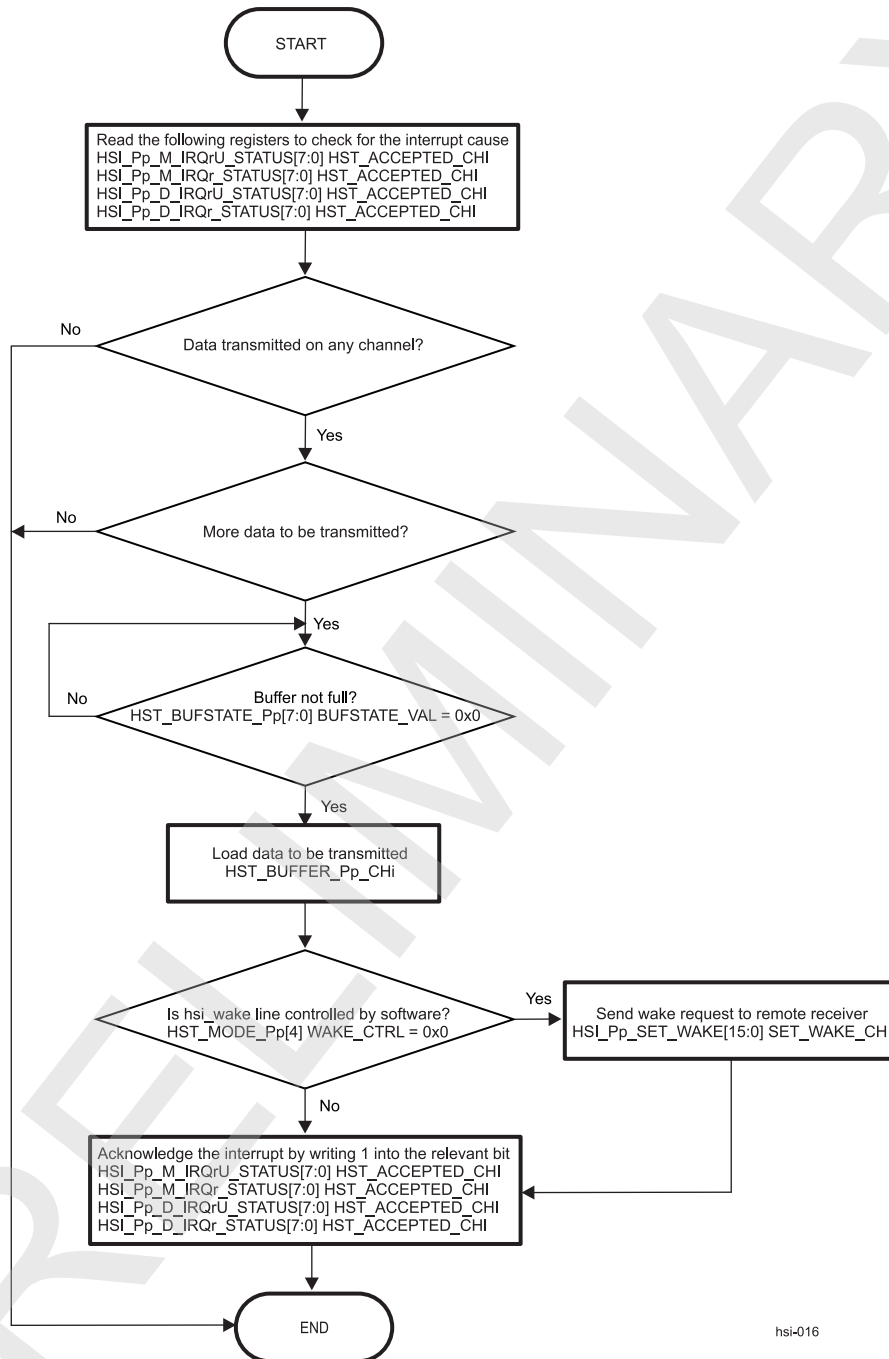 START
Read the following registers to check for the interrupt cause
HSI_Pp_M_IRQrU_STATUS[7:0] HST_ACCEPTED_CHI
HSI_Pp_M_IRQr_STATUS[7:0] HST_ACCEPTED_CHI
HSI_Pp_D_IRQrU_STATUS[7:0] HST_ACCEPTED_CHI
HSI_Pp_D_IRQr_STATUS[7:0] HST_ACCEPTED_CHI
No
Data transmitted on any channel?
Yes
No
More data to be transmitted?
Yes
No
Buffer not full?
HST_BUFSTATE_Pp[7:0] BUFSTATE_VAL = 0x0
Yes
Load data to be transmitted
HST_BUFFER_Pp_CHi
Is hsi_wake line controlled by software?
HST_MODE_Pp[4] WAKE_CTRL = 0x0
Yes
Send wake request to remote receiver
HSI_Pp_SET_WAKE[15:0] SET_WAKE_CH
No
Acknowledge the interrupt by writing 1 into the relevant bit
HSI_Pp_M_IRQrU_STATUS[7:0] HST_ACCEPTED_CHI
HSI_Pp_M_IRQr_STATUS[7:0] HST_ACCEPTED_CHI
HSI_Pp_D_IRQrU_STATUS[7:0] HST_ACCEPTED_CHI
HSI_Pp_D_IRQr_STATUS[7:0] HST_ACCEPTED_CHI
END
hsi-016
PRELIMINARY